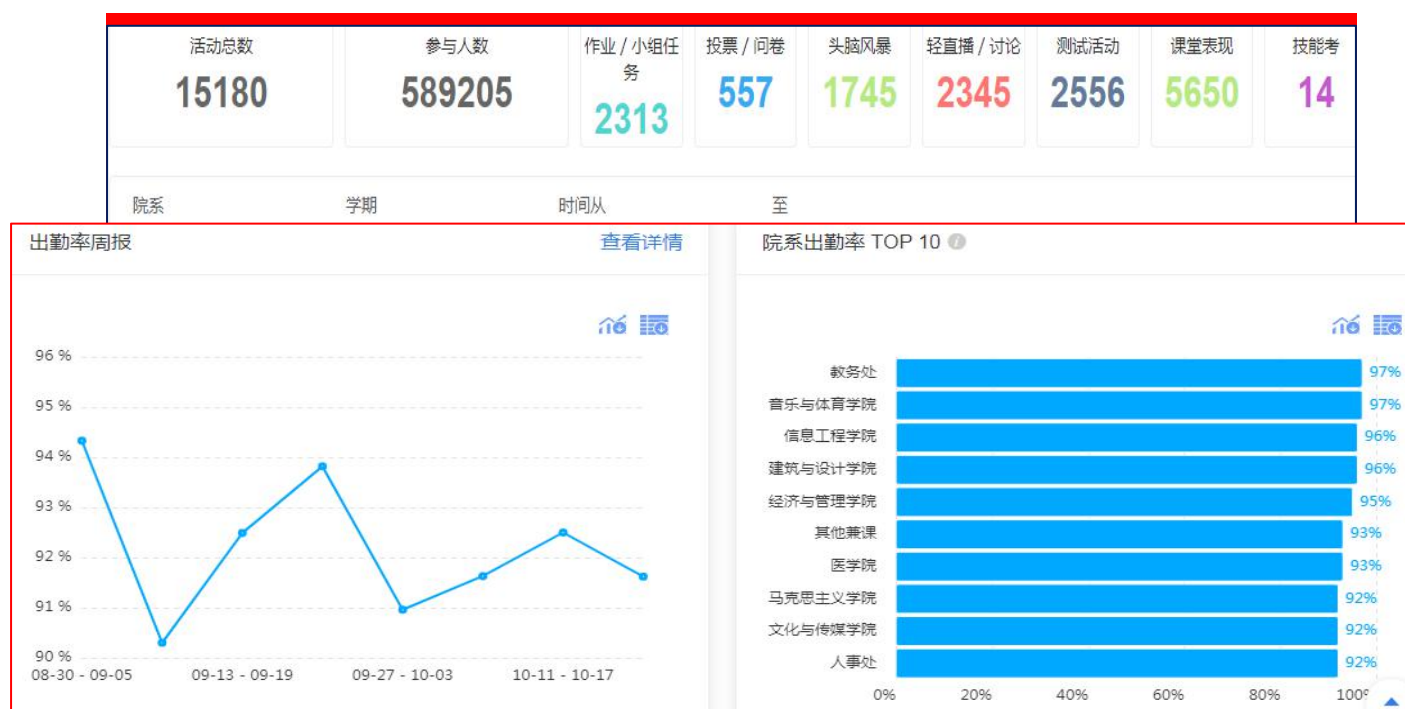 活动总数
15180
参与人数
589205
作业 / 小组任
务
2313
投票 / 问卷
557
头脑风暴
1745
轻直播 / 讨论
2345
测试活动
2556
课堂表现
5650
技能考
14
院系 学期 时间从 至
出勤率周报 查看详情
96 %
95 %
94 %
93 %
92 %
91 %
90 %
08-30 - 09-05 09-13 - 09-19 09-27 - 10-03 10-11 - 10-17
院系出勤率 TOP 10
教务处 97%
音乐与体育学院 97%
信息工程学院 96%
建筑与设计学院 96%
经济与管理学院 95%
其他兼课 93%
医学院 93%
马克思主义学院 92%
文化与传媒学院 92%
人事处 92%
0% 20% 40% 60% 80% 100